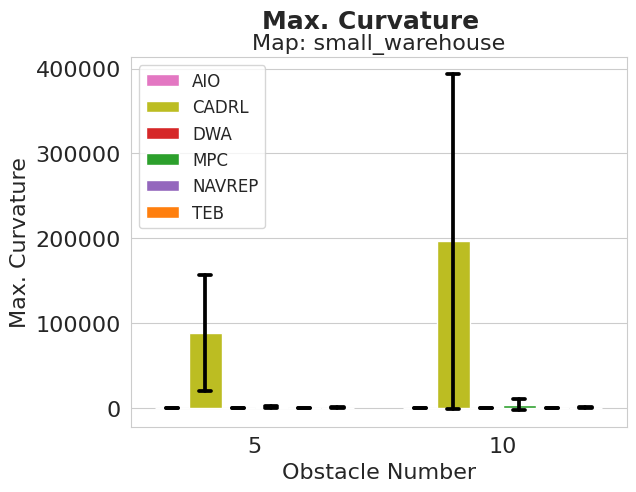 Max. Curvature
Map: small_warehouse
400000
300000
200000
100000
0
Max. Curvature
AIO
CADRL
DWA
MPC
NAVREP
TEB
5
10
Obstacle Number